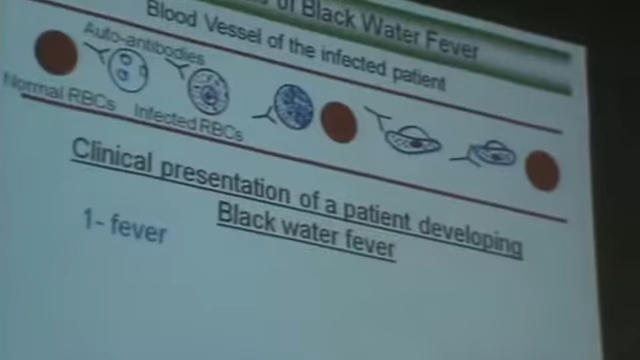 of Black Water Fever
Blood Vessel of the infected patient
Auto-antibodies
Normal RBCs
Infected RBCs
Clinical presentation of a patient developing
Black water fever
1- fever